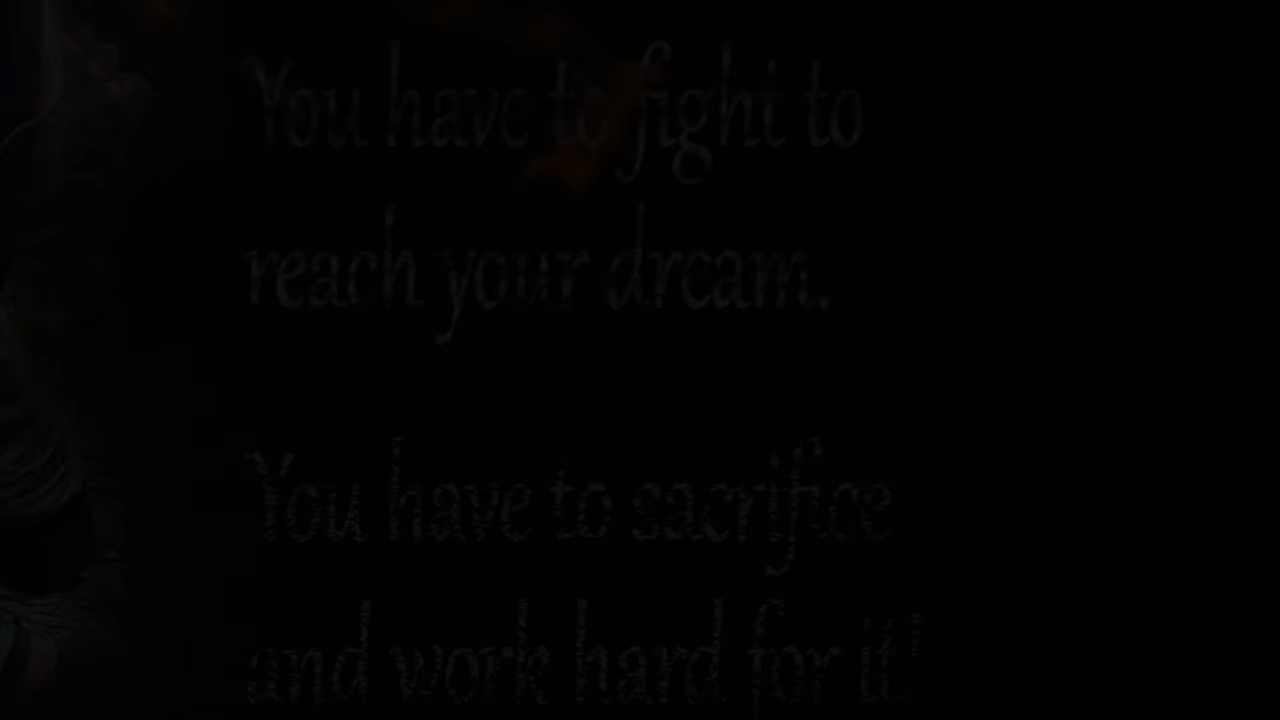 You have to fight to
reach your dream.
You have to sacrifice
and work hard for it!